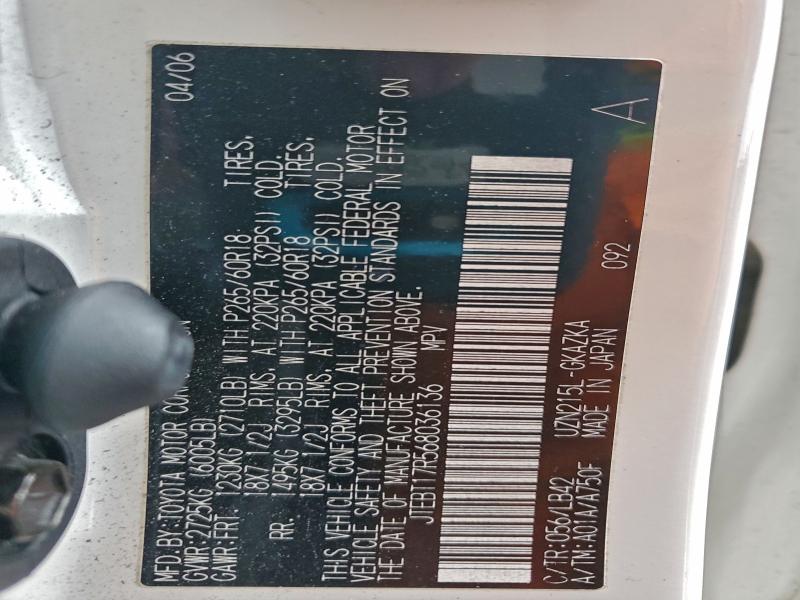 MFD.BY:TOYOTA MOTOR 04/06
GVWR:2725KG (6005LB)
GAWR:FRT. 1230KG (2710LB) WITH P265/60R18 TIRES,
18X7 1/2J RIMS, AT 220KPA (32PSI) COLD.
RR. 1495KG (3295LB) WITH P265/60R18 TIRES,
18X7 1/2J RIMS, AT 220KPA (32PSI) COLD.
THIS VEHICLE CONFORMS TO ALL APPLICABLE FEDERAL MOTOR
VEHICLE SAFETY AND THEFT PREVENTION STANDARDS IN EFFECT ON
THE DATE OF MANUFACTURE SHOWN ABOVE.
JTEBT17R568036136 MPV
C/TR:056/LB42 UZN215L-GKAZKA 092 A
A/TM:A01A/A750F MADE IN JAPAN